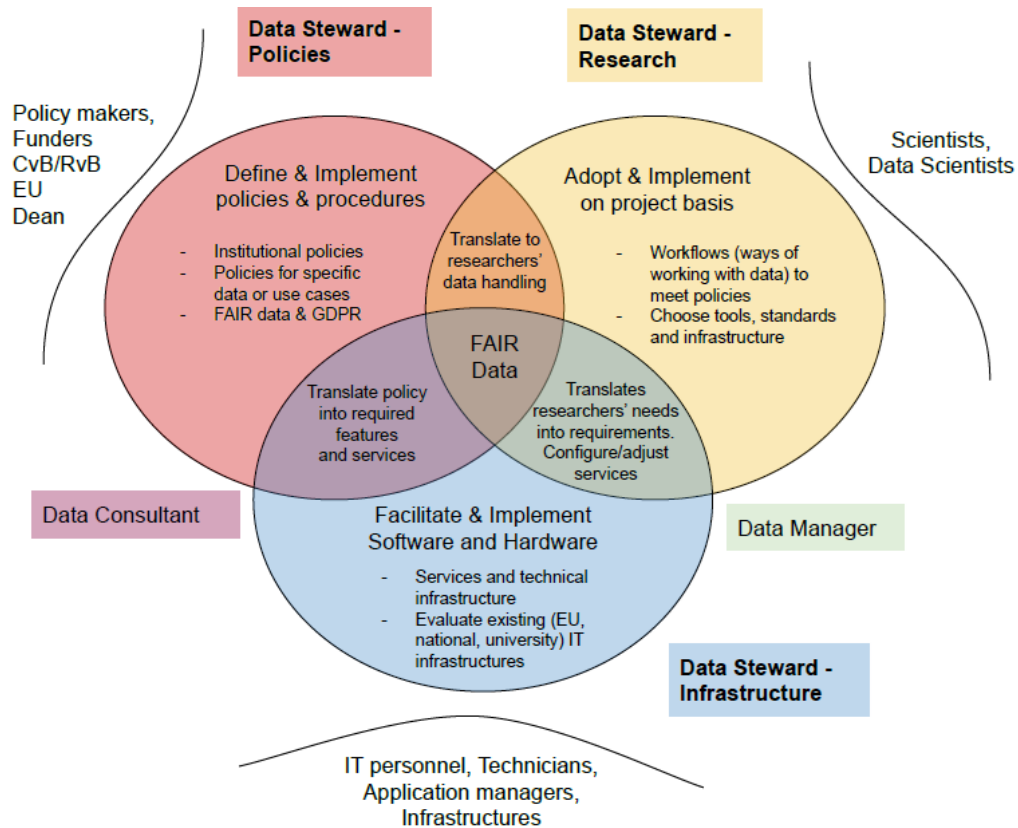 Data Steward -
Policies
Data Steward -
Research
Policy makers,
Funders
CvB/RvB
EU
Dean
Scientists,
Data Scientists
Define & Implement
policies & procedures
- Institutional policies
- Policies for specific
data or use cases
- FAIR data & GDPR
Translate to
researchers'
data handling
Adopt & Implement
on project basis
- Workflows (ways of
working with data) to
meet policies
- Choose tools, standards
and infrastructure
FAIR
Data
Translate policy
into required
features
and services
Translates
researchers' needs
into requirements.
Configure/adjust
services
Data Consultant
Data Manager
Facilitate & Implement
Software and Hardware
- Services and technical
infrastructure
- Evaluate existing (EU,
national, university) IT
infrastructures
Data Steward -
Infrastructure
IT personnel, Technicians,
Application managers,
Infrastructures